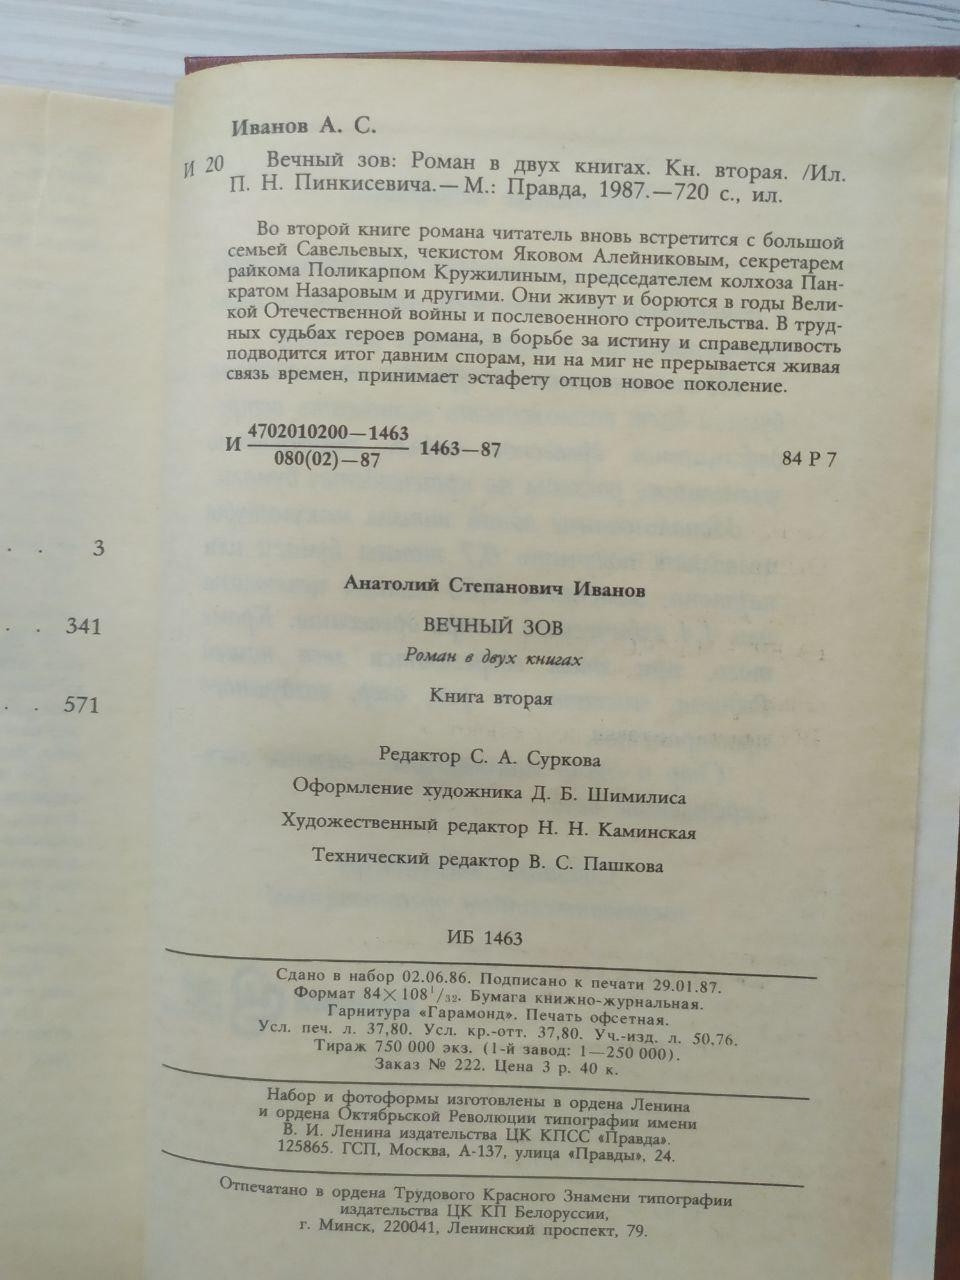 Иванов А. С.
И 20 Вечный зов: Роман в двух книгах. Кн. вторая. /Ил.
П. Н. Пинкисевича.— М.: Правда, 1987.—720 с., ил.
Во второй книге романа читатель вновь встретится с большой
семьей Савельевых, чекистом Яковом Алейниковым, секретарем
райкома Поликарпом Кружилиным, председателем колхоза Пан-
кратом Назаровым и другими. Они живут и борются в годы Вели-
кой Отечественной войны и послевоенного строительства. В труд-
ных судьбах героев романа, в борьбе за истину и справедливость
подводится итог давним спорам, ни на миг не прерывается живая
связь времен, принимает эстафету отцов новое поколение.
4702010200—1463
И 1463—87
080(02)—87
84 Р 7
. . 3
. . 341
. . 571
Анатолий Степанович Иванов
ВЕЧНЫЙ ЗОВ
Роман в двух книгах
Книга вторая
Редактор С. А. Суркова
Оформление художника Д. Б. Шимилиса
Художественный редактор Н. Н. Каминская
Технический редактор В. С. Пашкова
ИБ 1463
Сдано в набор 02.06.86. Подписано к печати 29.01.87.
Формат 84×108¹/₃₂. Бумага книжно-журнальная.
Гарнитура «Гарамонд». Печать офсетная.
Усл. печ. л. 37,80. Усл. кр.-отт. 37,80. Уч.-изд. л. 50,76.
Тираж 750 000 экз. (1-й завод: 1—250 000).
Заказ № 222. Цена 3 р. 40 к.
Набор и фотоформы изготовлены в ордена Ленина
и ордена Октябрьской Революции типографии имени
В. И. Ленина издательства ЦК КПСС «Правда».
125865. ГСП, Москва, А-137, улица «Правды», 24.
Отпечатано в ордена Трудового Красного Знамени типографии
издательства ЦК КП Белоруссии,
г. Минск, 220041, Ленинский проспект, 79.